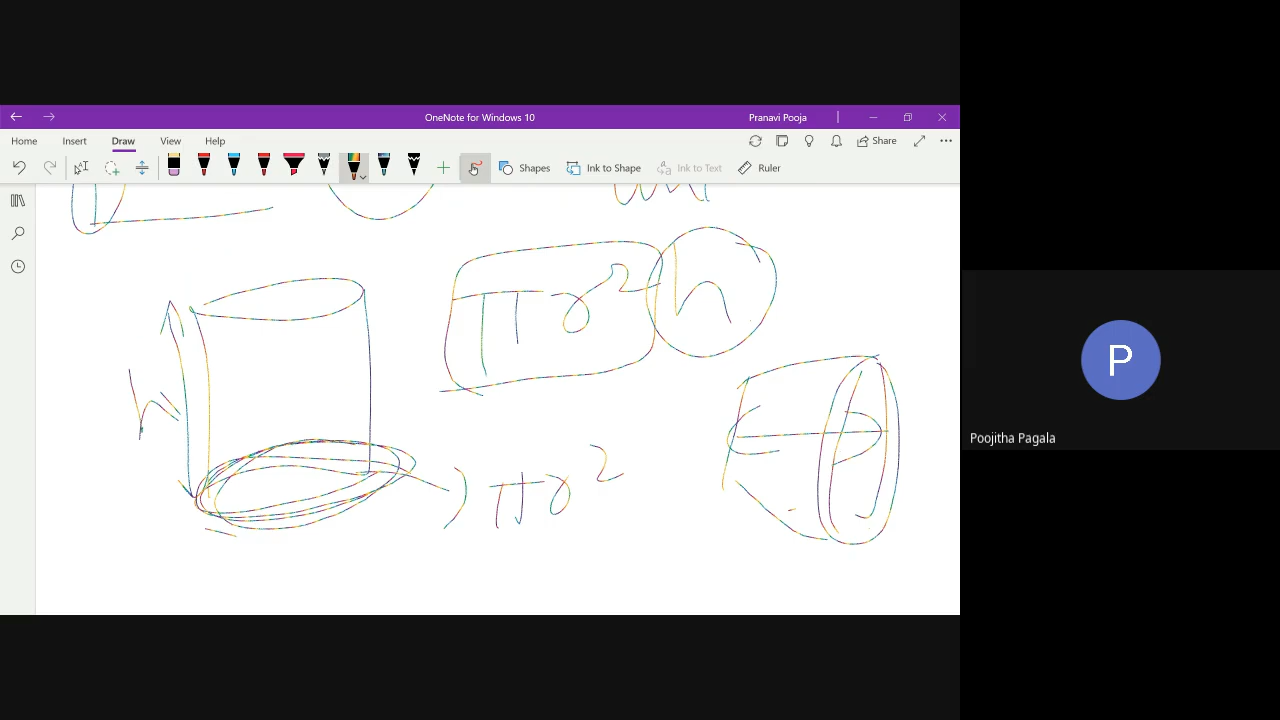 OneNote for Windows 10
Pranavi Pooja
Home Insert Draw View Help
Share
Shapes Ink to Shape Ink to Text Ruler
πr²h
h
πr²
P
Poojitha Pagala